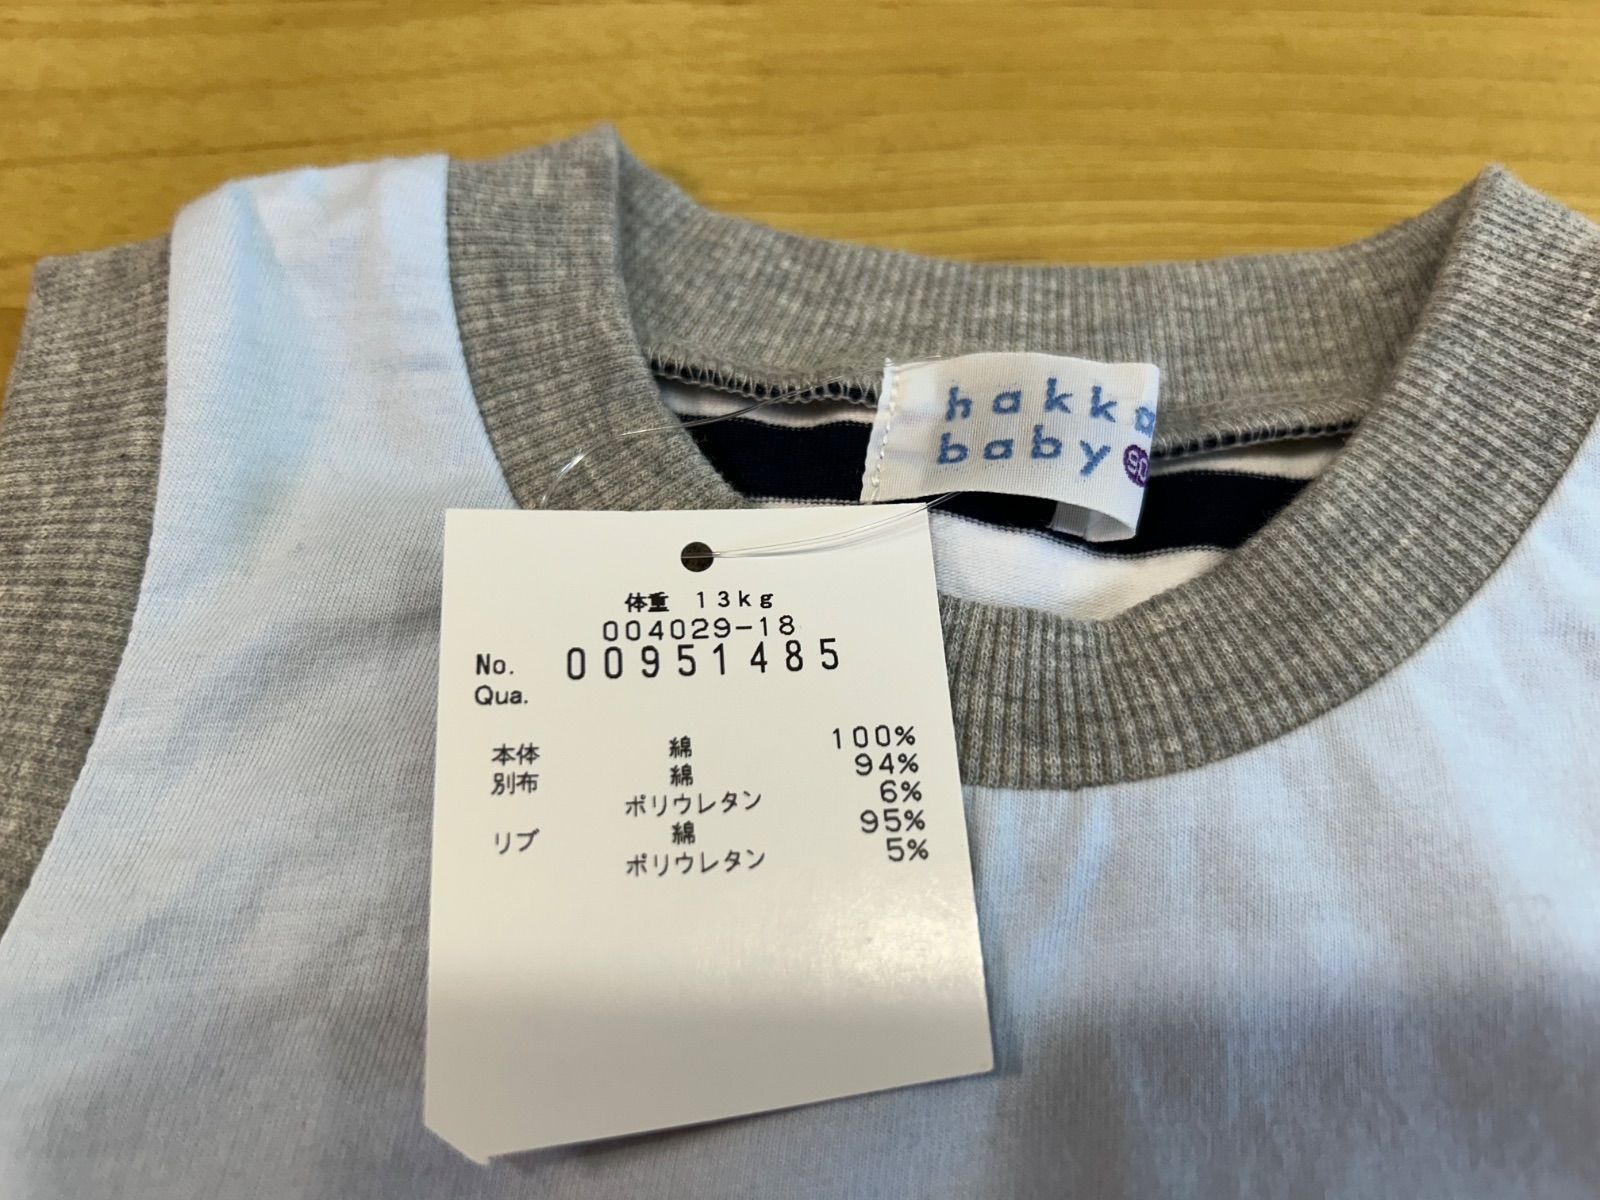 hakka
baby 90
体重 13kg
004029-18
No. 00951485
Qua.
本体 綿 100%
別布 綿 94%
ポリウレタン 6%
リブ 綿 95%
ポリウレタン 5%